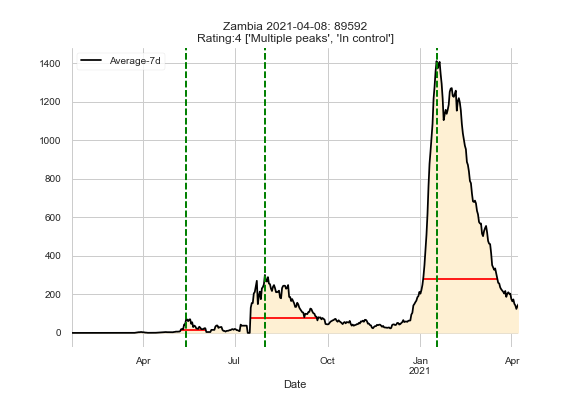 Zambia 2021-04-08: 89592
Rating:4 ['Multiple peaks', 'In control']
Average-7d
1400
1200
1000
800
600
400
200
0
Apr
Jul
Oct
Jan
2021
Apr
Date